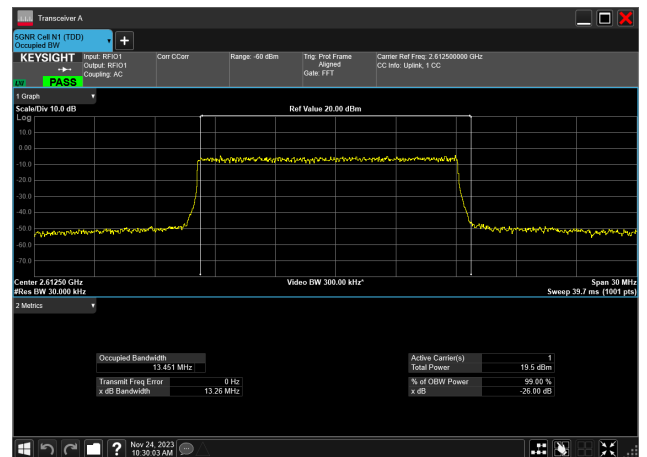 Transceiver A
5GNR Cell N1 (TDD)
Occupied BW
KEYSIGHT
Input: RFIO1
Output: RFIO1
Coupling: AC
Corr CCorr
Range: -60 dBm
Trig: Prot Frame
Aligned
Gate: FFT
Carrier Ref Freq: 2.612500000 GHz
CC Info: Uplink, 1 CC
PASS
1 Graph
Scale/Div 10.0 dB
Ref Value 20.00 dBm
Log
10.0
0.00
-10.0
-20.0
-30.0
-40.0
-50.0
-60.0
-70.0
Center 2.61250 GHz
Video BW 300.00 kHz*
Span 30 MHz
#Res BW 30.000 kHz
Sweep 39.7 ms (1001 pts)
2 Metrics
Occupied Bandwidth
13.451 MHz
Transmit Freq Error 0 Hz
x dB Bandwidth 13.26 MHz
Active Carrier(s) 1
Total Power 19.5 dBm
% of OBW Power 99.00 %
x dB -26.00 dB
Nov 24, 2023
10:30:03 AM